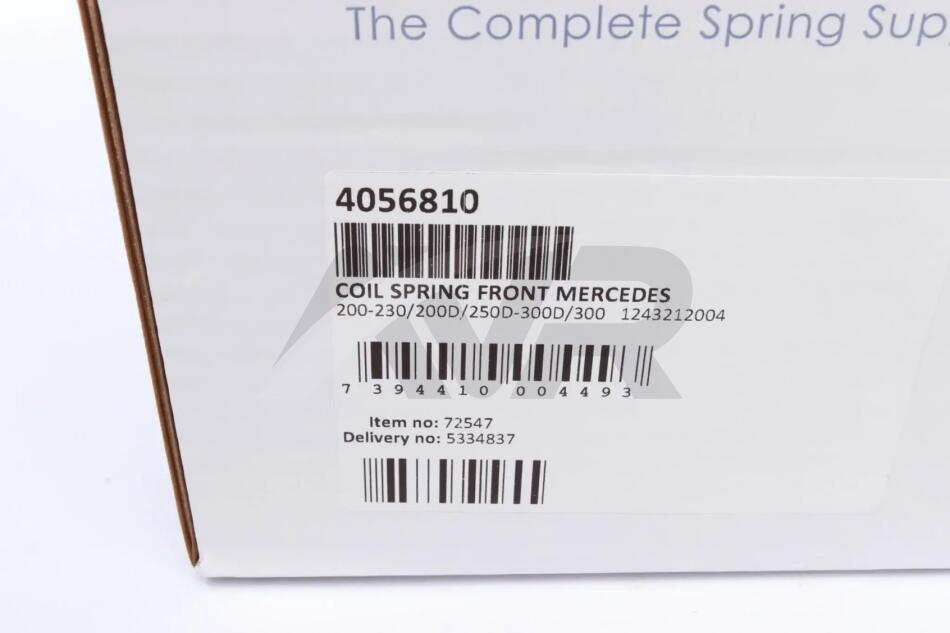 The Complete Spring
4056810
COIL SPRING FRONT MERCEDES
200-230/200D/250D-300D/300 1243212004
7 394410 004493
Item no: 72547
Delivery no: 5334837
AVR